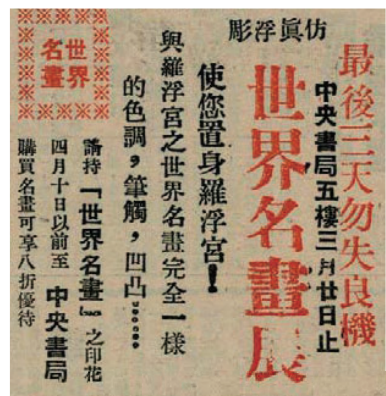 最後三天勿失良機
中央書局五樓三月廿日止
仿眞浮彫
世界名畫展
使您置身羅浮宮!
與羅浮宮之世界名畫完全一樣
的色調,筆觸,凹凸……
世界
名畫
請持「世界名畫」之印花
四月十日以前至 中央書局
購買名畫可享八折優待